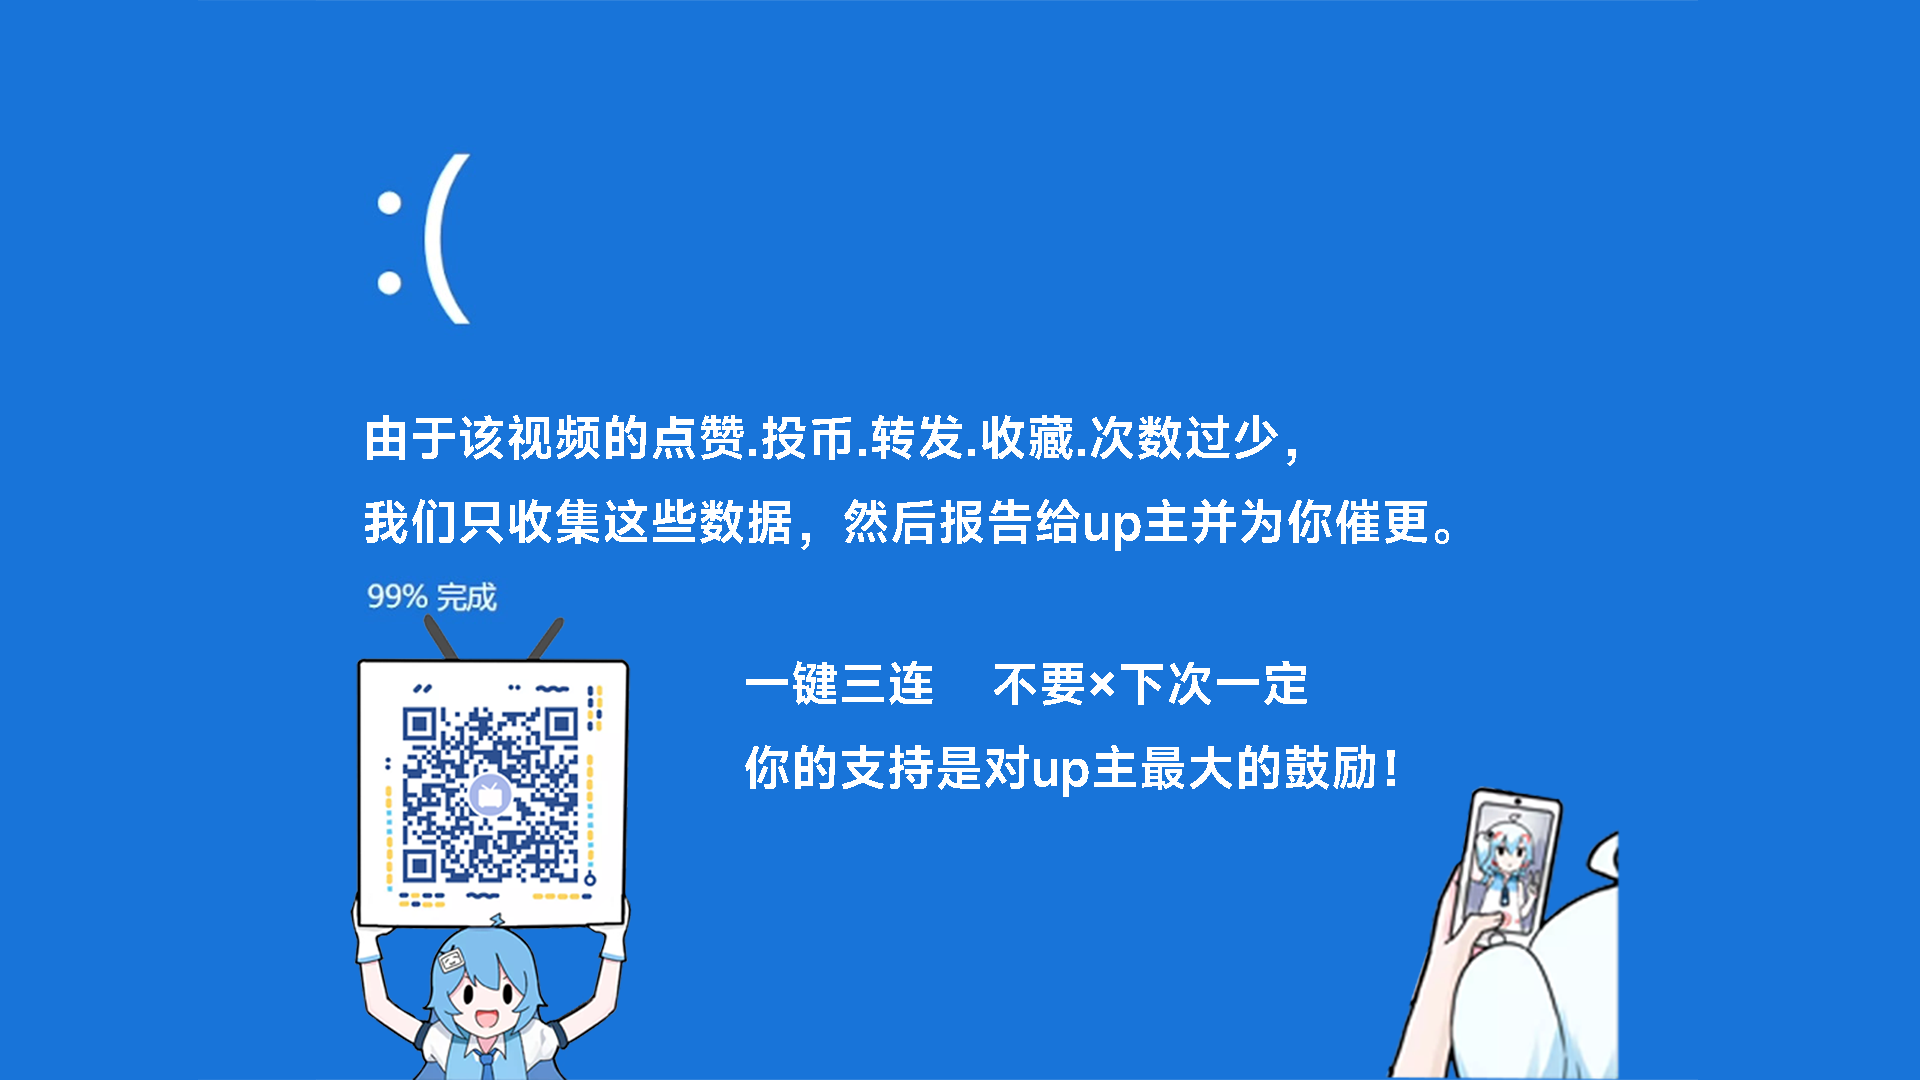 :(
由于该视频的点赞.投币.转发.收藏.次数过少，
我们只收集这些数据，然后报告给up主并为你催更。
99% 完成
一键三连 不要×下次一定
你的支持是对up主最大的鼓励！